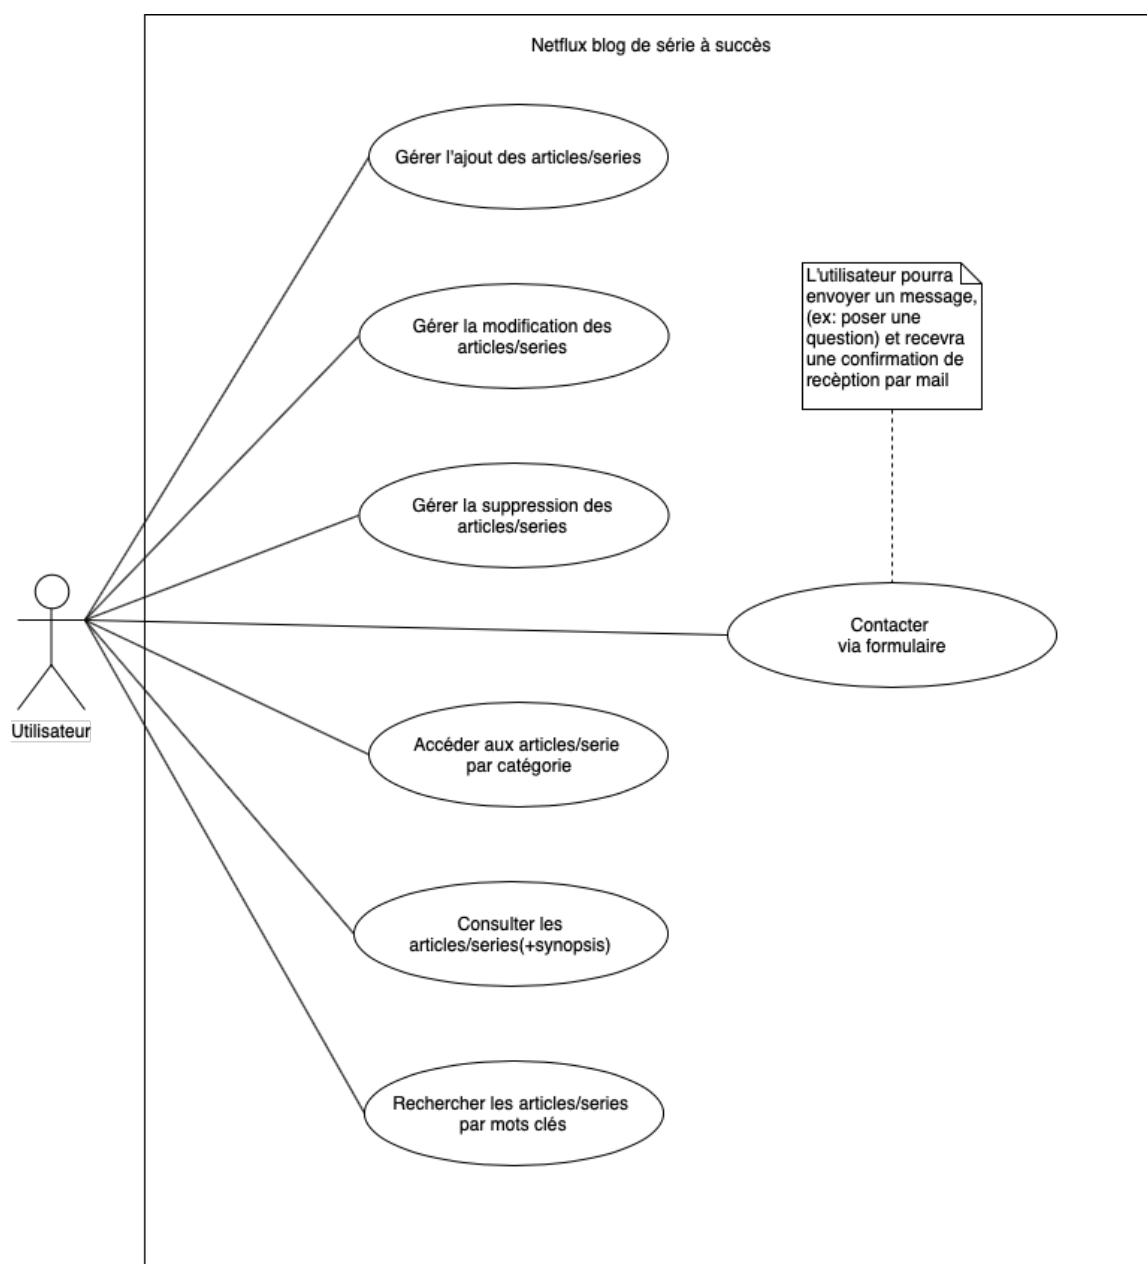 Netflux blog de série à succès
Gérer l'ajout des articles/series
Gérer la modification des
articles/series
L'utilisateur pourra
envoyer un message,
(ex: poser une
question) et recevra
une confirmation de
recèption par mail
Gérer la suppression des
articles/series
Contacter
via formulaire
Utilisateur
Accéder aux articles/serie
par catégorie
Consulter les
articles/series(+synopsis)
Rechercher les articles/series
par mots clés